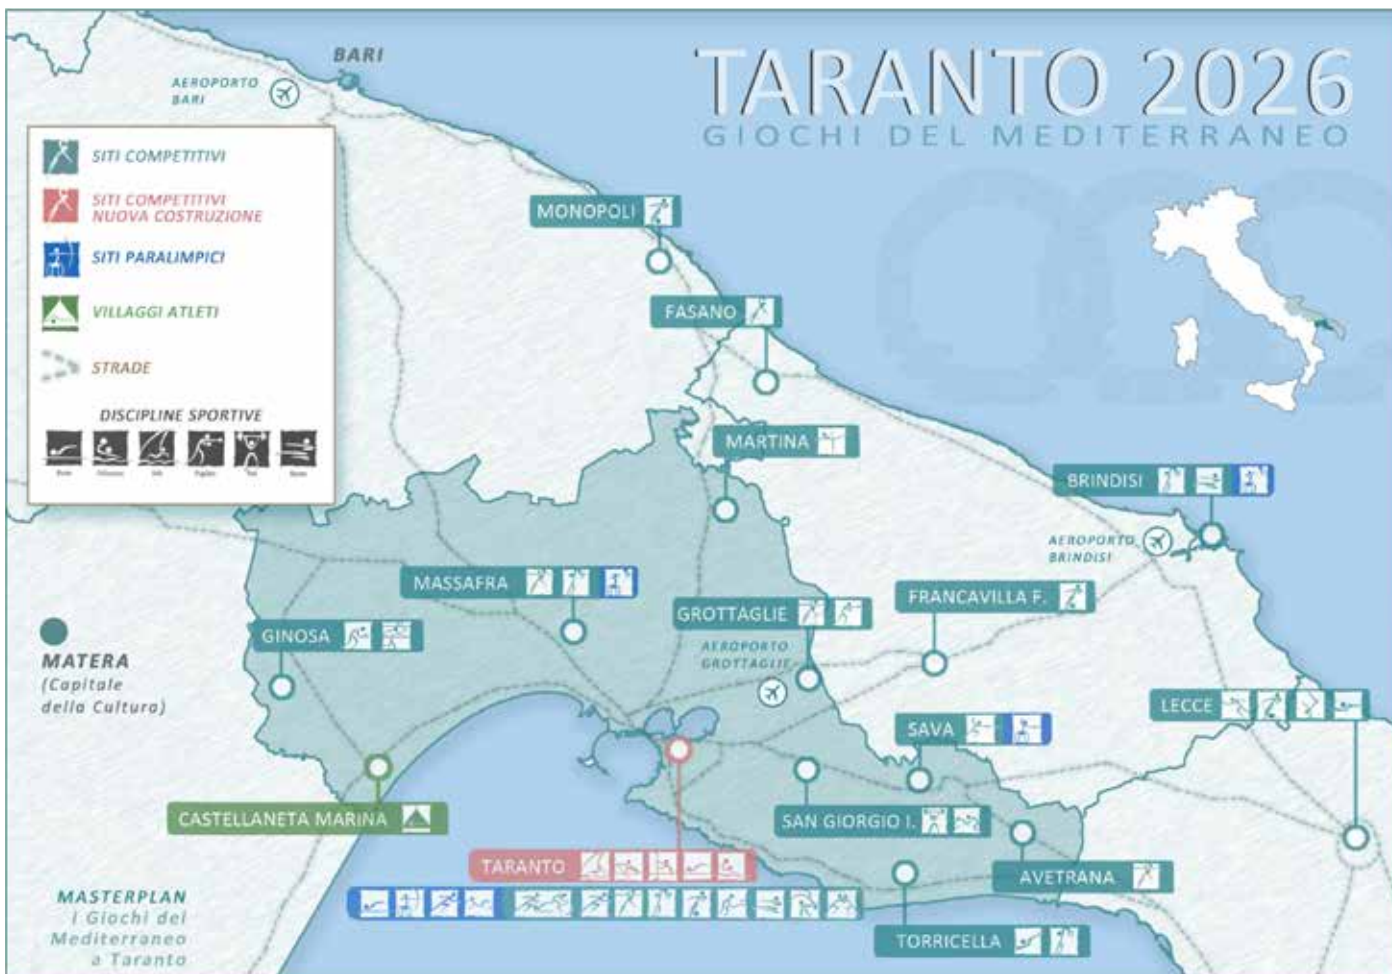 TARANTO 2026
GIOCHI DEL MEDITERRANEO
BARI
AEROPORTO
BARI
SITI COMPETITIVI
SITI COMPETITIVI
NUOVA COSTRUZIONE
SITI PARALIMPICI
VILLAGGI ATLETI
STRADE
DISCIPLINE SPORTIVE
MONOPOLI
FASANO
MARTINA
BRINDISI
AEROPORTO
BRINDISI
MASSAFRA
FRANCAVILLA F.
GROTTAGLIE
GINOSA
AEROPORTO
GROTTAGLIE
MATERA
(Capitale
della Cultura)
LECCE
SAVA
CASTELLANETA MARINA
SAN GIORGIO I.
TARANTO
AVETRANA
TORRICELLA
MASTERPLAN
I Giochi del
Mediterraneo
a Taranto